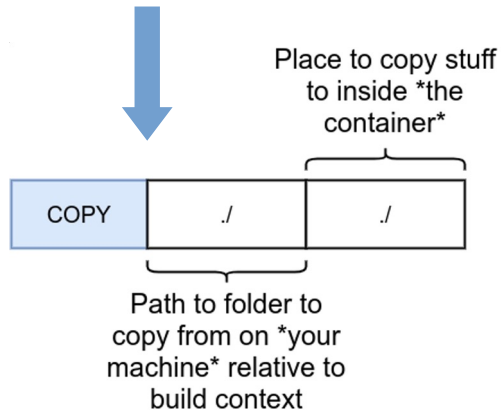 Place to copy stuff
to inside *the
container*
COPY ./ ./
Path to folder to
copy from on *your
machine* relative to
build context